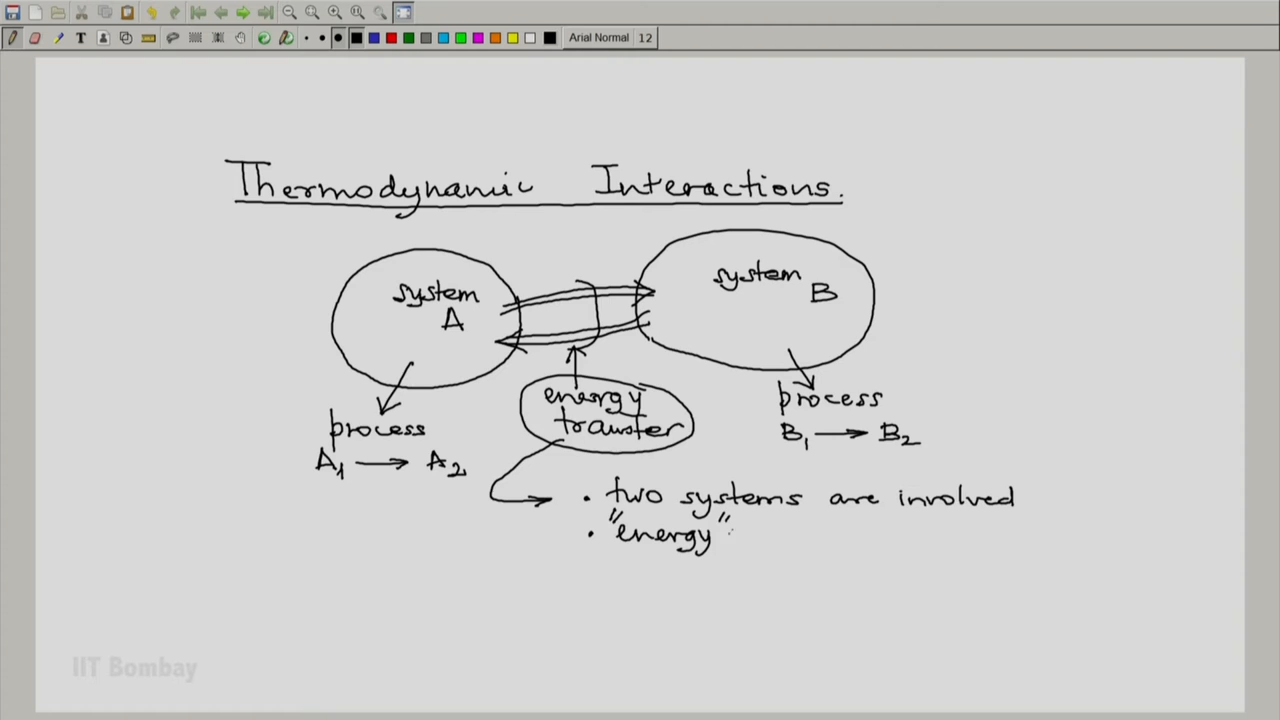 Arial Normal 12
Thermodynamic Interactions.
system A
system B
energy transfer
process
A1 → A2
process
B1 → B2
• two systems are involved
• "energy"
IIT Bombay